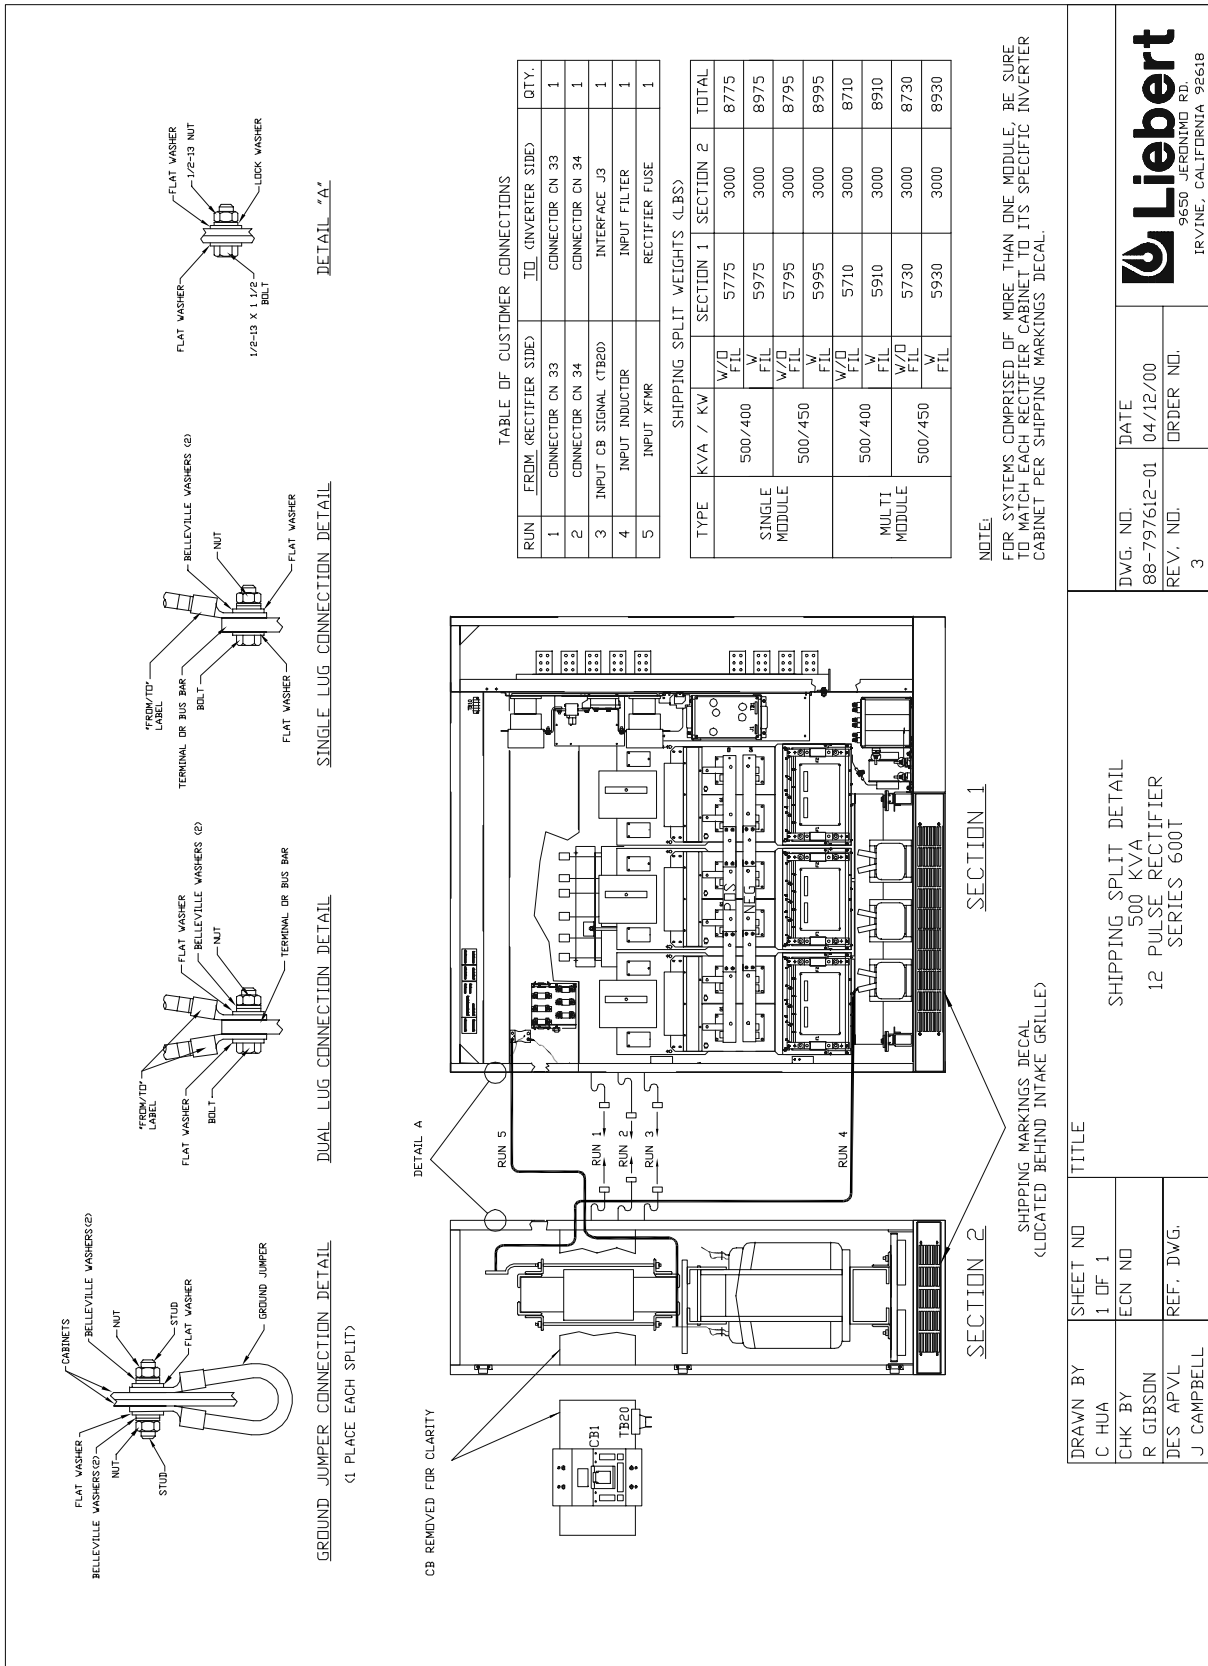 FLAT WASHER
BELLEVILLE WASHERS(2)
NUT
STUD
CABINETS
BELLEVILLE WASHERS(2)
NUT
STUD
FLAT WASHER
GROUND JUMPER
GROUND JUMPER CONNECTION DETAIL
(1 PLACE EACH SPLIT)
"FROM/TO"
LABEL
FLAT WASHER
BOLT
FLAT WASHER
BELLEVILLE WASHERS (2)
NUT
TERMINAL OR BUS BAR
DUAL LUG CONNECTION DETAIL
"FROM/TO"
LABEL
TERMINAL OR BUS BAR
BOLT
FLAT WASHER
BELLEVILLE WASHERS (2)
NUT
FLAT WASHER
SINGLE LUG CONNECTION DETAIL
FLAT WASHER
1/2-13 X 1 1/2
BOLT
FLAT WASHER
1/2-13 NUT
LOCK WASHER
DETAIL "A"
CB REMOVED FOR CLARITY
CB1
TB20
DETAIL A
RUN 5
RUN 1
RUN 2
RUN 3
RUN 4
POS
NEG
SECTION 2
SECTION 1
SHIPPING MARKINGS DECAL
(LOCATED BEHIND INTAKE GRILLE)
TABLE OF CUSTOMER CONNECTIONS
RUN FROM (RECTIFIER SIDE) TO (INVERTER SIDE) QTY.
1 CONNECTOR CN 33 CONNECTOR CN 33 1
2 CONNECTOR CN 34 CONNECTOR CN 34 1
3 INPUT CB SIGNAL (TB20) INTERFACE J3 1
4 INPUT INDUCTOR INPUT FILTER 1
5 INPUT XFMR RECTIFIER FUSE 1
SHIPPING SPLIT WEIGHTS (LBS)
TYPE KVA / KW SECTION 1 SECTION 2 TOTAL
SINGLE MODULE 500/400 W/O FIL 5775 3000 8775
W FIL 5975 3000 8975
500/450 W/O FIL 5795 3000 8795
W FIL 5995 3000 8995
MULTI MODULE 500/400 W/O FIL 5710 3000 8710
W FIL 5910 3000 8910
500/450 W/O FIL 5730 3000 8730
W FIL 5930 3000 8930
NOTE:
FOR SYSTEMS COMPRISED OF MORE THAN ONE MODULE, BE SURE
TO MATCH EACH RECTIFIER CABINET TO ITS SPECIFIC INVERTER
CABINET PER SHIPPING MARKINGS DECAL.
DRAWN BY
C HUA
CHK BY
R GIBSON
DES APVL
J CAMPBELL
SHEET NO
1 OF 1
ECN NO
REF. DWG.
TITLE
SHIPPING SPLIT DETAIL
500 KVA
12 PULSE RECTIFIER
SERIES 600T
DWG. NO.
88-797612-01
REV. NO.
3
DATE
04/12/00
ORDER NO.
Liebert
9650 JERONIMO RD.
IRVINE, CALIFORNIA 92618